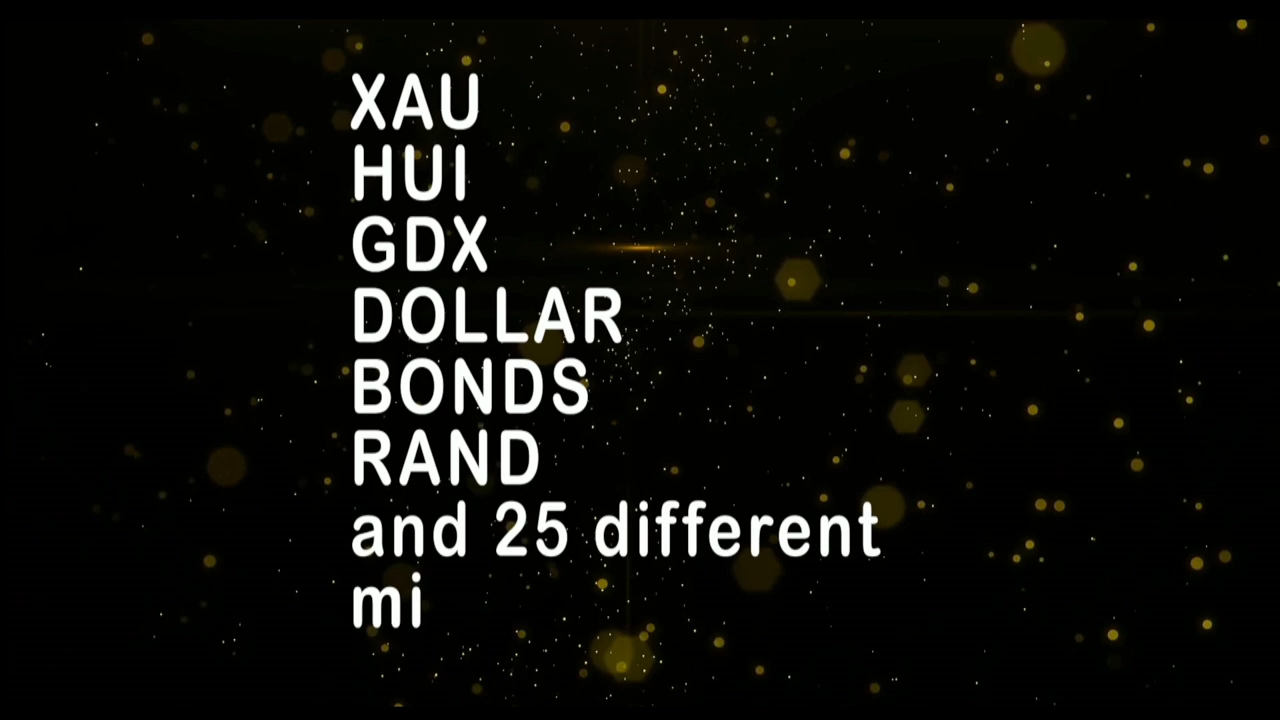 XAU
HUI
GDX
DOLLAR
BONDS
RAND
and 25 different
mi